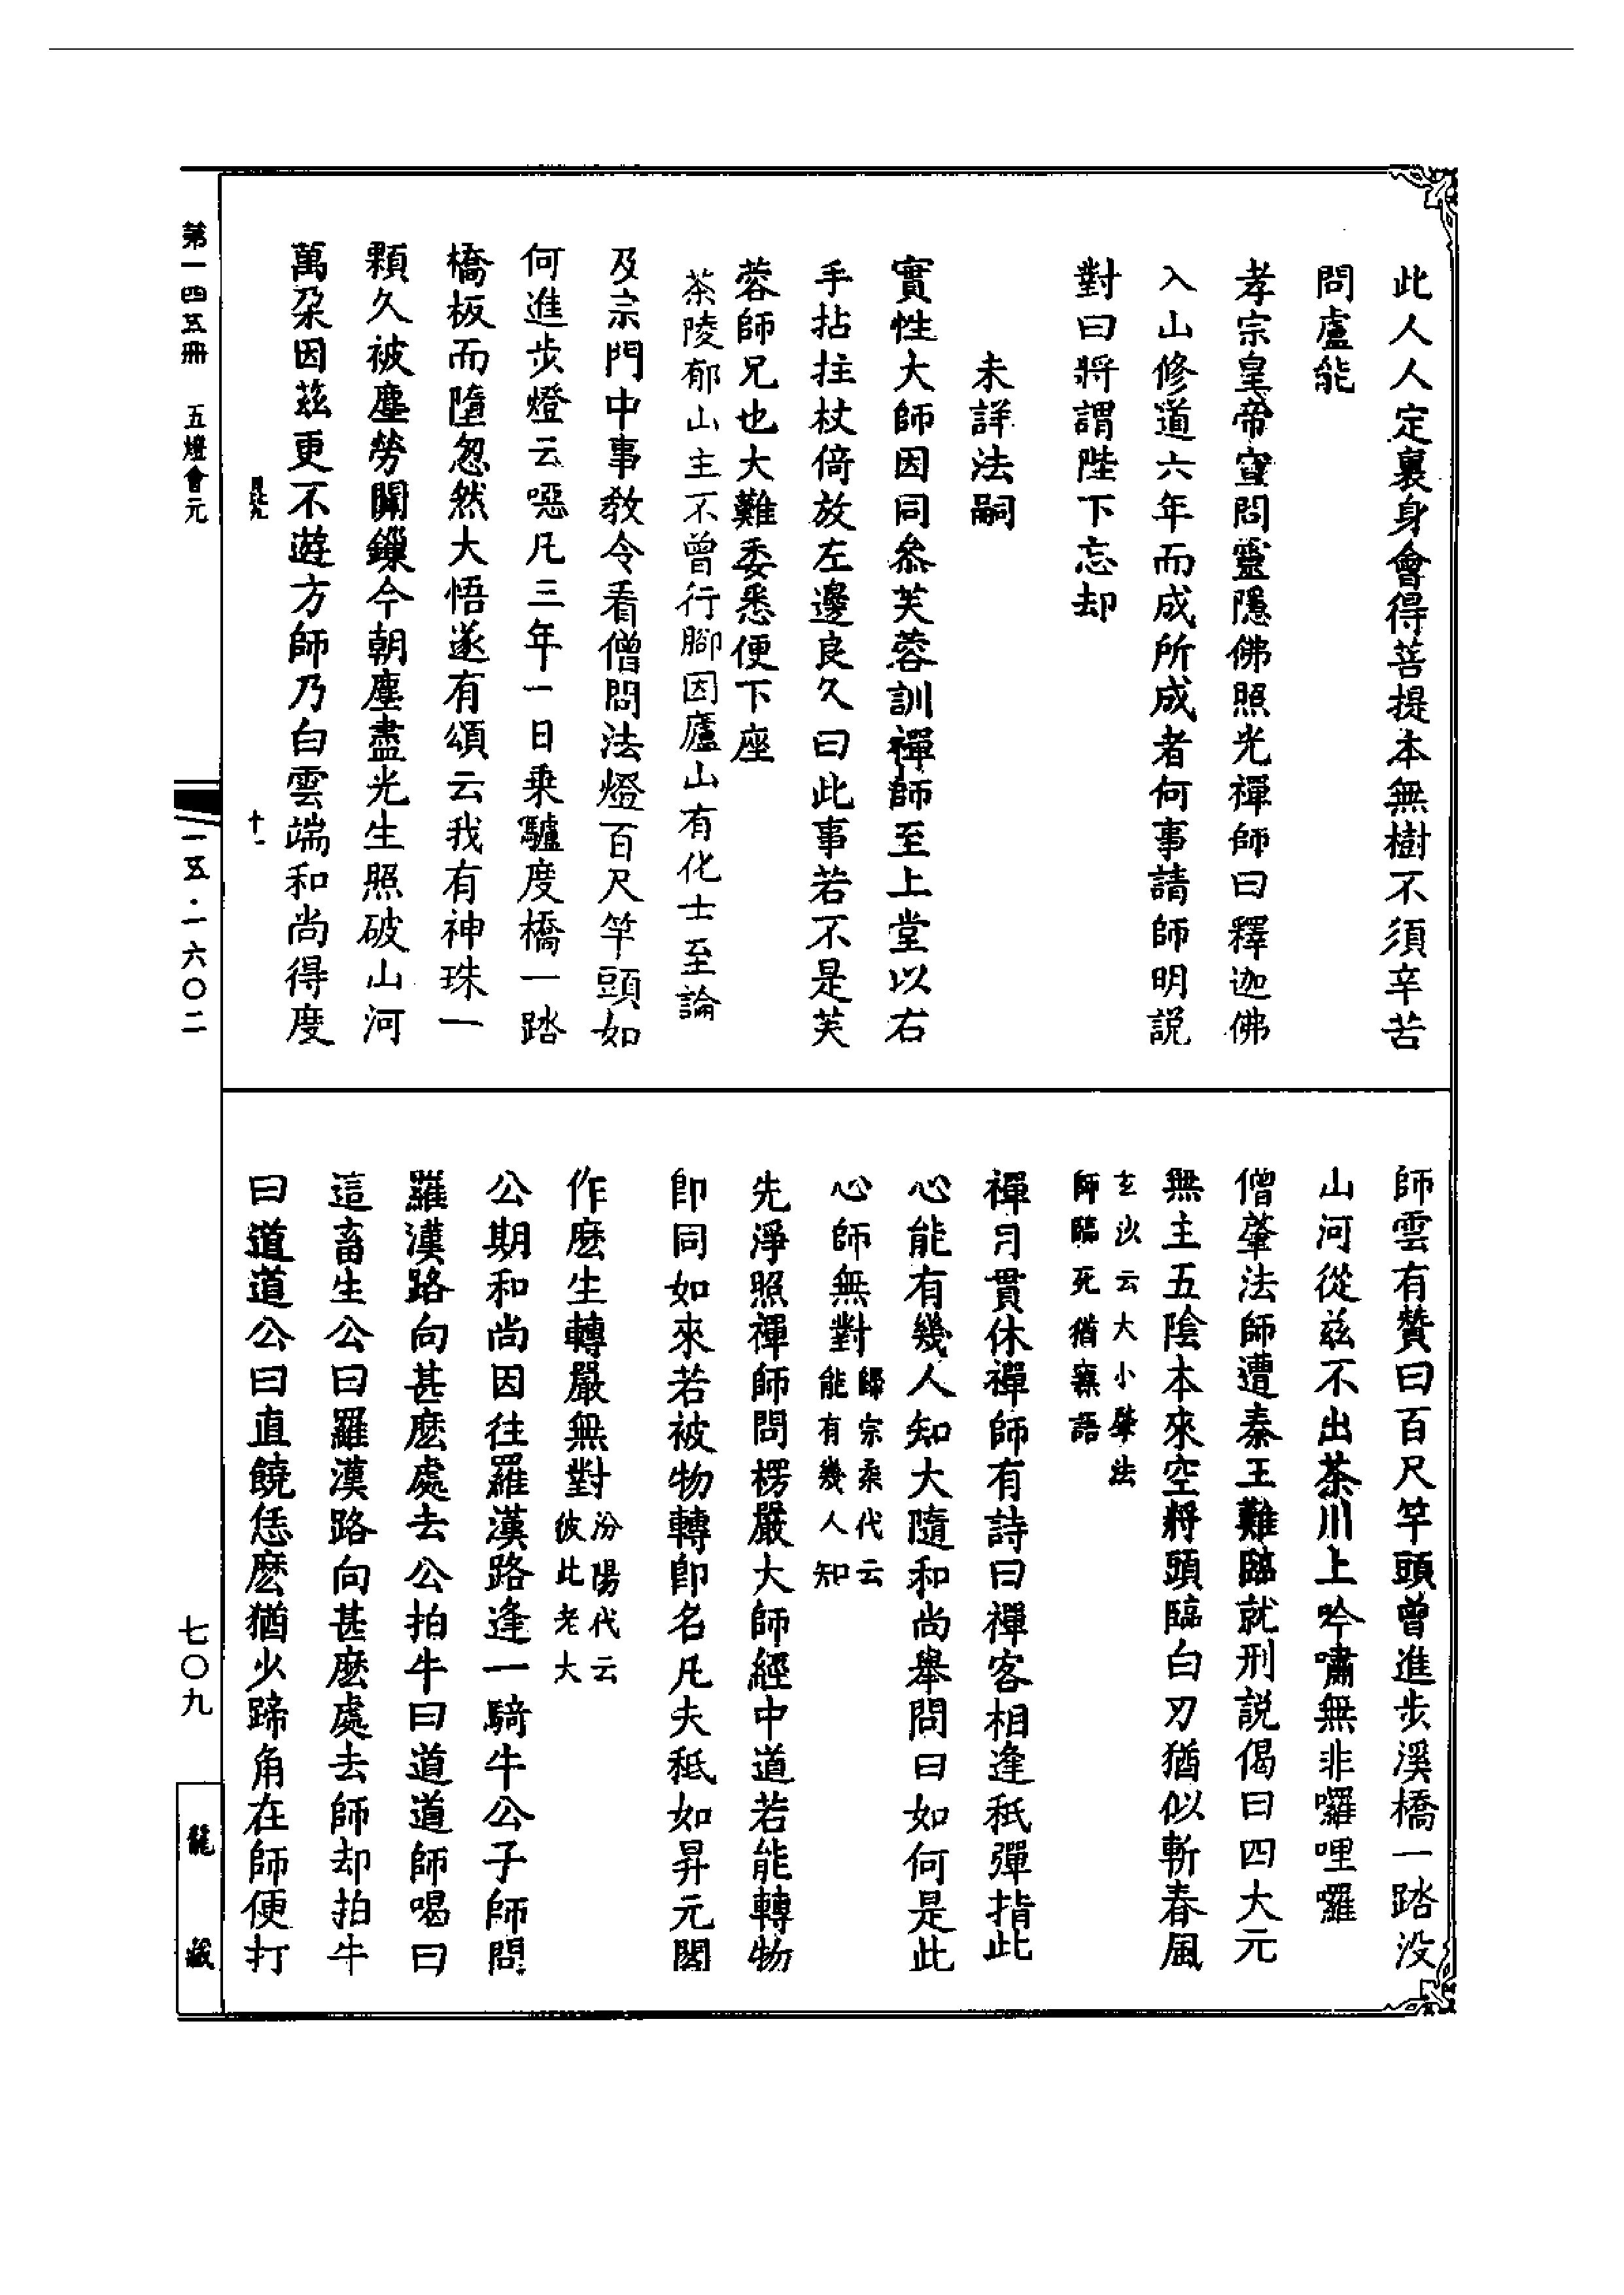 此人人定裏身會得菩提本無樹不須辛苦
問盧能
孝宗皇帝宣問靈隱佛照光禪師曰釋迦佛
入山修道六年而成所成者何事請師明説
對曰將謂陛下忘却
未詳法嗣
實性大師因同叅芙蓉訓禪師至上堂以右
手拈拄杖倚放左邊良久曰此事若不是芙
蓉師兄也大難委悉便下座
茶陵郁山主不曾行腳因廬山有化士至論
及宗門中事教令看僧問法燈百尺竿頭如
何進步燈云噁凡三年一日乗驢度橋一踏
橋板而墮忽然大悟遂有頌云我有神珠一
顆久被塵勞關鎖今朝塵盡光生照破山河
萬朶因兹更不遊方師乃白雲端和尚得度
十一
師雲有贊曰百尺竿頭曾進步溪橋一踏没
山河從兹不出茶川上吟嘯無非囉哩囉
僧肇法師遭秦王難臨就刑説偈曰四大元
無主五陰本來空將頭臨白刃猶似斬春風
玄沙云大小肇法
師臨死猶寐語
禪月貫休禪師有詩曰禪客相逢秖彈指此
心能有幾人知大隨和尚舉問曰如何是此
心師無對歸宗柔代云
能有幾人知
先淨照禪師問楞嚴大師經中道若能轉物
即同如來若被物轉即名凡夫秖如昇元閣
作麽生轉嚴無對汾陽代云
彼此老大
公期和尚因往羅漢路逢一騎牛公子師問
羅漢路向甚麽處去公拍牛曰道道師喝曰
這畜生公曰羅漢路向甚麽處去師却拍牛
曰道道公曰直饒恁麽猶少蹄角在師便打
第一四五冊 五燈會元
一五·一六〇二
七〇九
龍藏